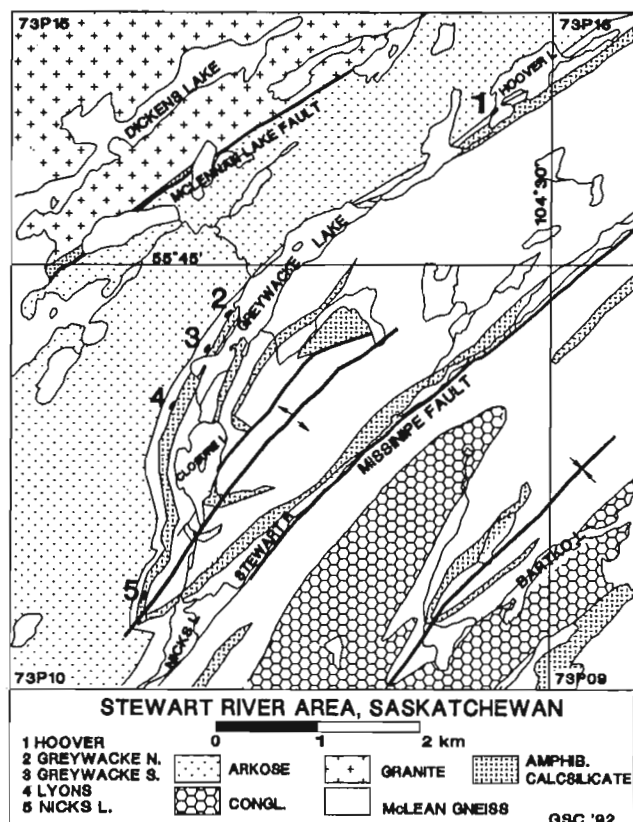 73P15
73P16
DICKENS LAKE
MCLENNAN LAKE FAULT
HOOVER L.
1
104°30'
55°45'
GREYWACKE LAKE
2
3
4
CLOSURE L
MISSINIPE FAULT
STEWART R.
BARTKO L.
5
NICKS L.
73P10
73P09
STEWART RIVER AREA, SASKATCHEWAN
0 1 2 km
1 HOOVER
2 GREYWACKE N.
3 GREYWACKE S.
4 LYONS
5 NICKS L.
ARKOSE
GRANITE
AMPHIB.
CALCSILICATE
CONGL.
McLEAN GNEISS
GSC '92